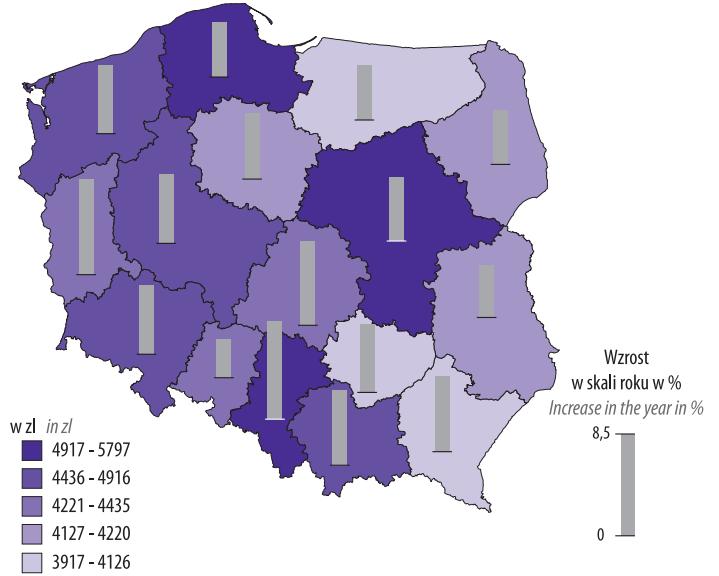 Wzrost
w skali roku w %
Increase in the year in %
8,5
0
w zl in zl
4917 - 5797
4436 - 4916
4221 - 4435
4127 - 4220
3917 - 4126